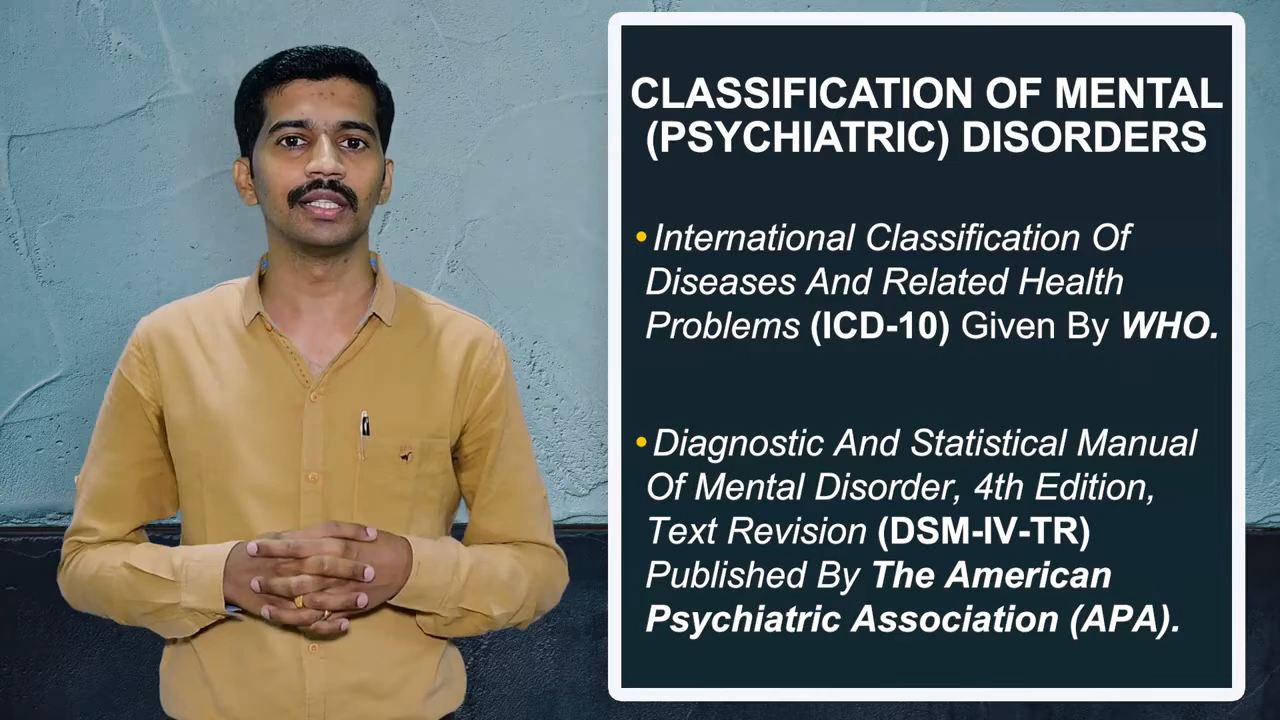 CLASSIFICATION OF MENTAL
(PSYCHIATRIC) DISORDERS
•International Classification Of
Diseases And Related Health
Problems (ICD-10) Given By WHO.
•Diagnostic And Statistical Manual
Of Mental Disorder, 4th Edition,
Text Revision (DSM-IV-TR)
Published By The American
Psychiatric Association (APA).